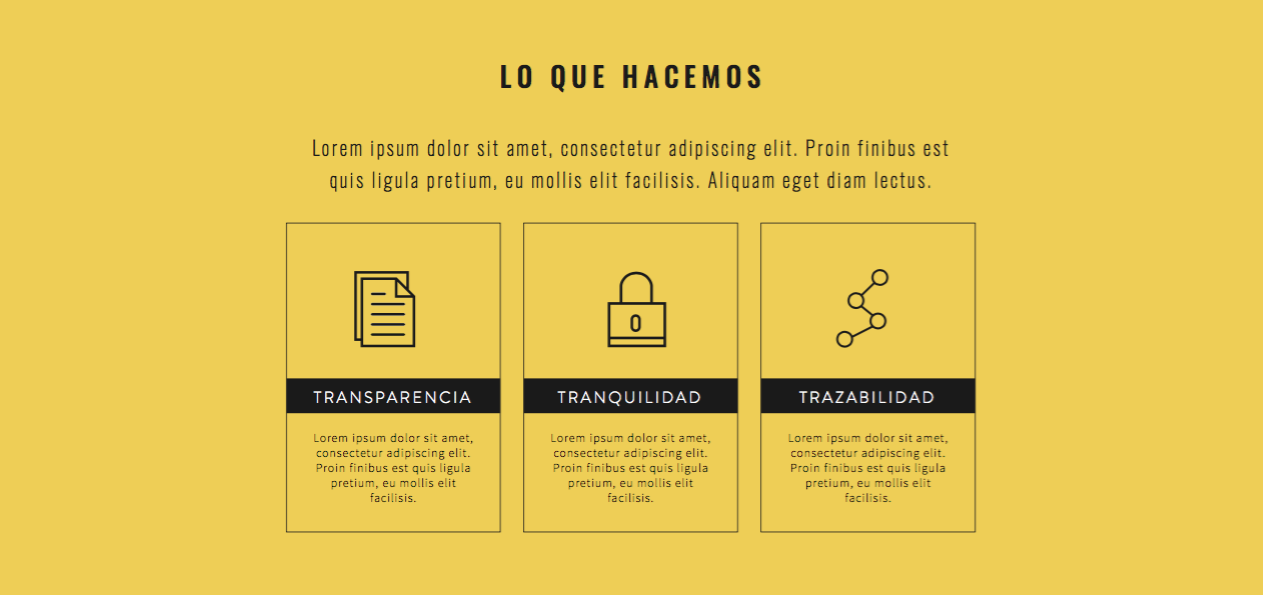 LO QUE HACEMOS
Lorem ipsum dolor sit amet, consectetur adipiscing elit. Proin finibus est
quis ligula pretium, eu mollis elit facilisis. Aliquam eget diam lectus.
TRANSPARENCIA
Lorem ipsum dolor sit amet,
consectetur adipiscing elit.
Proin finibus est quis ligula
pretium, eu mollis elit
facilisis.
TRANQUILIDAD
Lorem ipsum dolor sit amet,
consectetur adipiscing elit.
Proin finibus est quis ligula
pretium, eu mollis elit
facilisis.
TRAZABILIDAD
Lorem ipsum dolor sit amet,
consectetur adipiscing elit.
Proin finibus est quis ligula
pretium, eu mollis elit
facilisis.